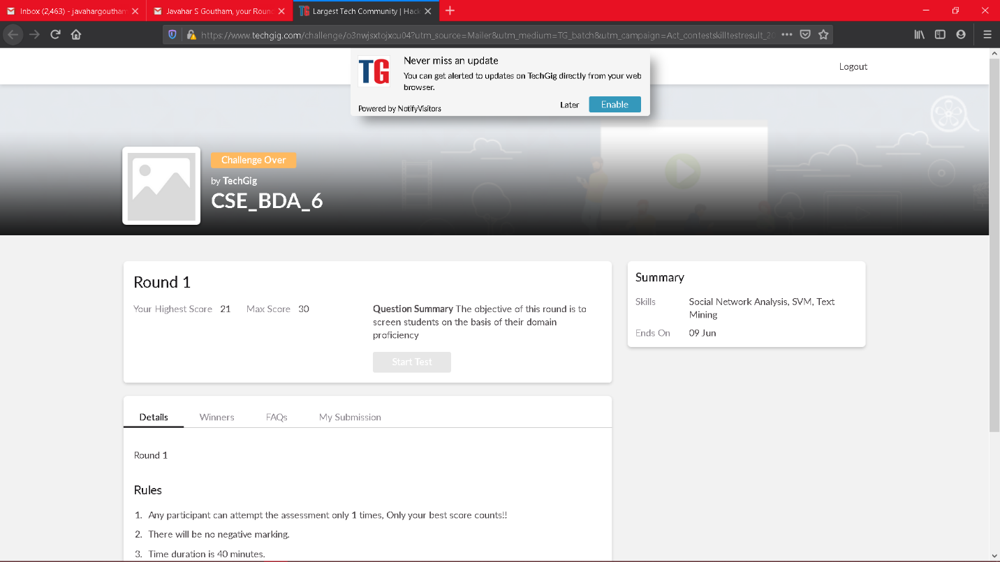 Inbox (2,463) - javahargoutham
Javahar S Goutham, your Round
TG Largest Tech Community | Hack
https://www.techgig.com/challenge/o3nwjsxtojxcu04?utm_source=Mailer&utm_medium=TG_batch&utm_campaign=Act_contestskilltestresult_20
TG
Never miss an update
You can get alerted to updates on TechGig directly from your web
browser.
Powered by NotifyVisitors
Later
Enable
Logout
Challenge Over
by TechGig
CSE_BDA_6
Round 1
Your Highest Score 21 Max Score 30
Question Summary The objective of this round is to
screen students on the basis of their domain
proficiency
Start Test
Summary
Skills Social Network Analysis, SVM, Text
Mining
Ends On 09 Jun
Details Winners FAQs My Submission
Round 1
Rules
1. Any participant can attempt the assessment only 1 times, Only your best score counts!!
2. There will be no negative marking.
3. Time duration is 40 minutes.